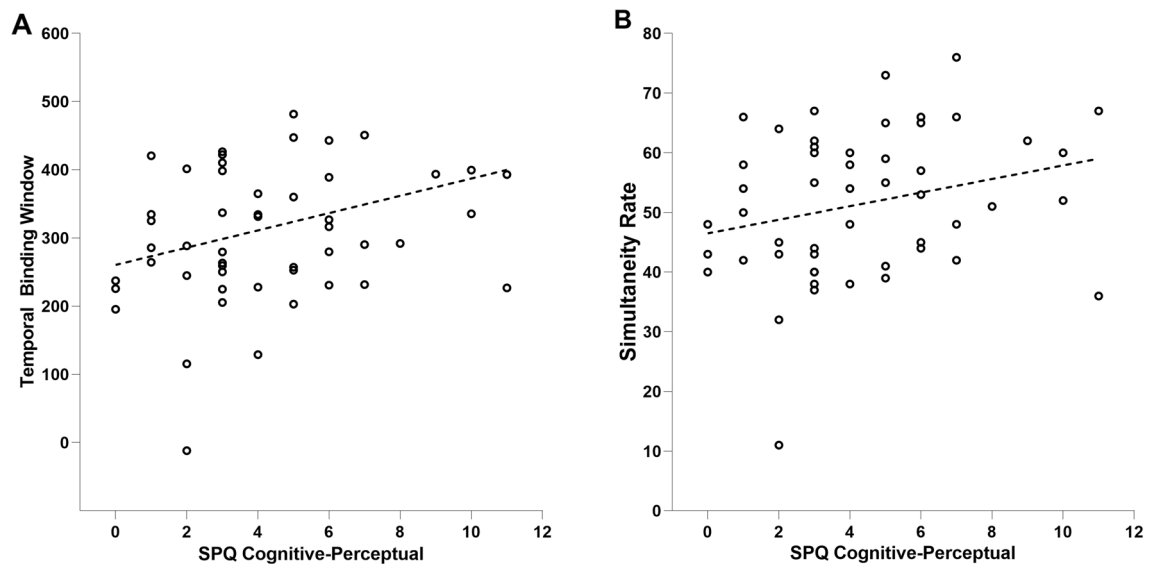 A
600
500
400
300
200
100
0
Temporal Binding Window
0 2 4 6 8 10 12
SPQ Cognitive-Perceptual
B
80
70
60
50
40
30
20
10
0
Simultaneity Rate
0 2 4 6 8 10 12
SPQ Cognitive-Perceptual